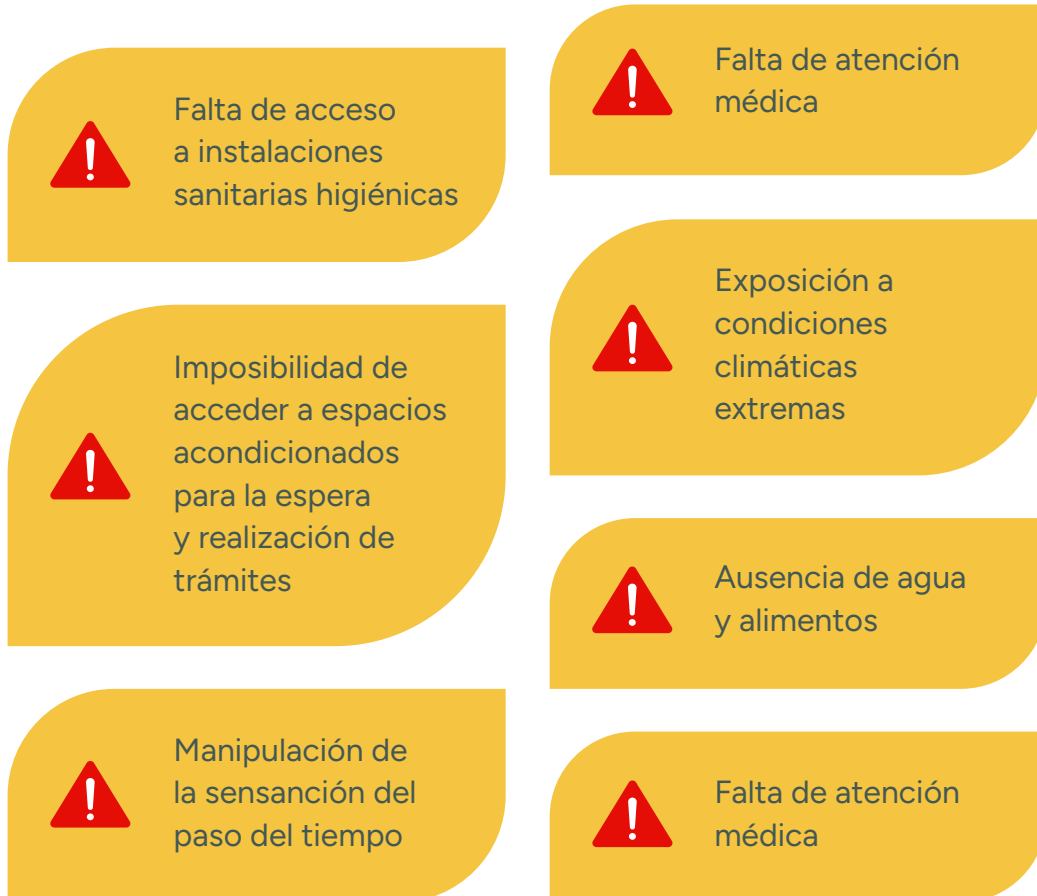 Falta de acceso
a instalaciones
sanitarias higiénicas
Imposibilidad de
acceder a espacios
acondicionados
para la espera
y realización de
trámites
Manipulación de
la sensanción del
paso del tiempo
Falta de atención
médica
Exposición a
condiciones
climáticas
extremas
Ausencia de agua
y alimentos
Falta de atención
médica